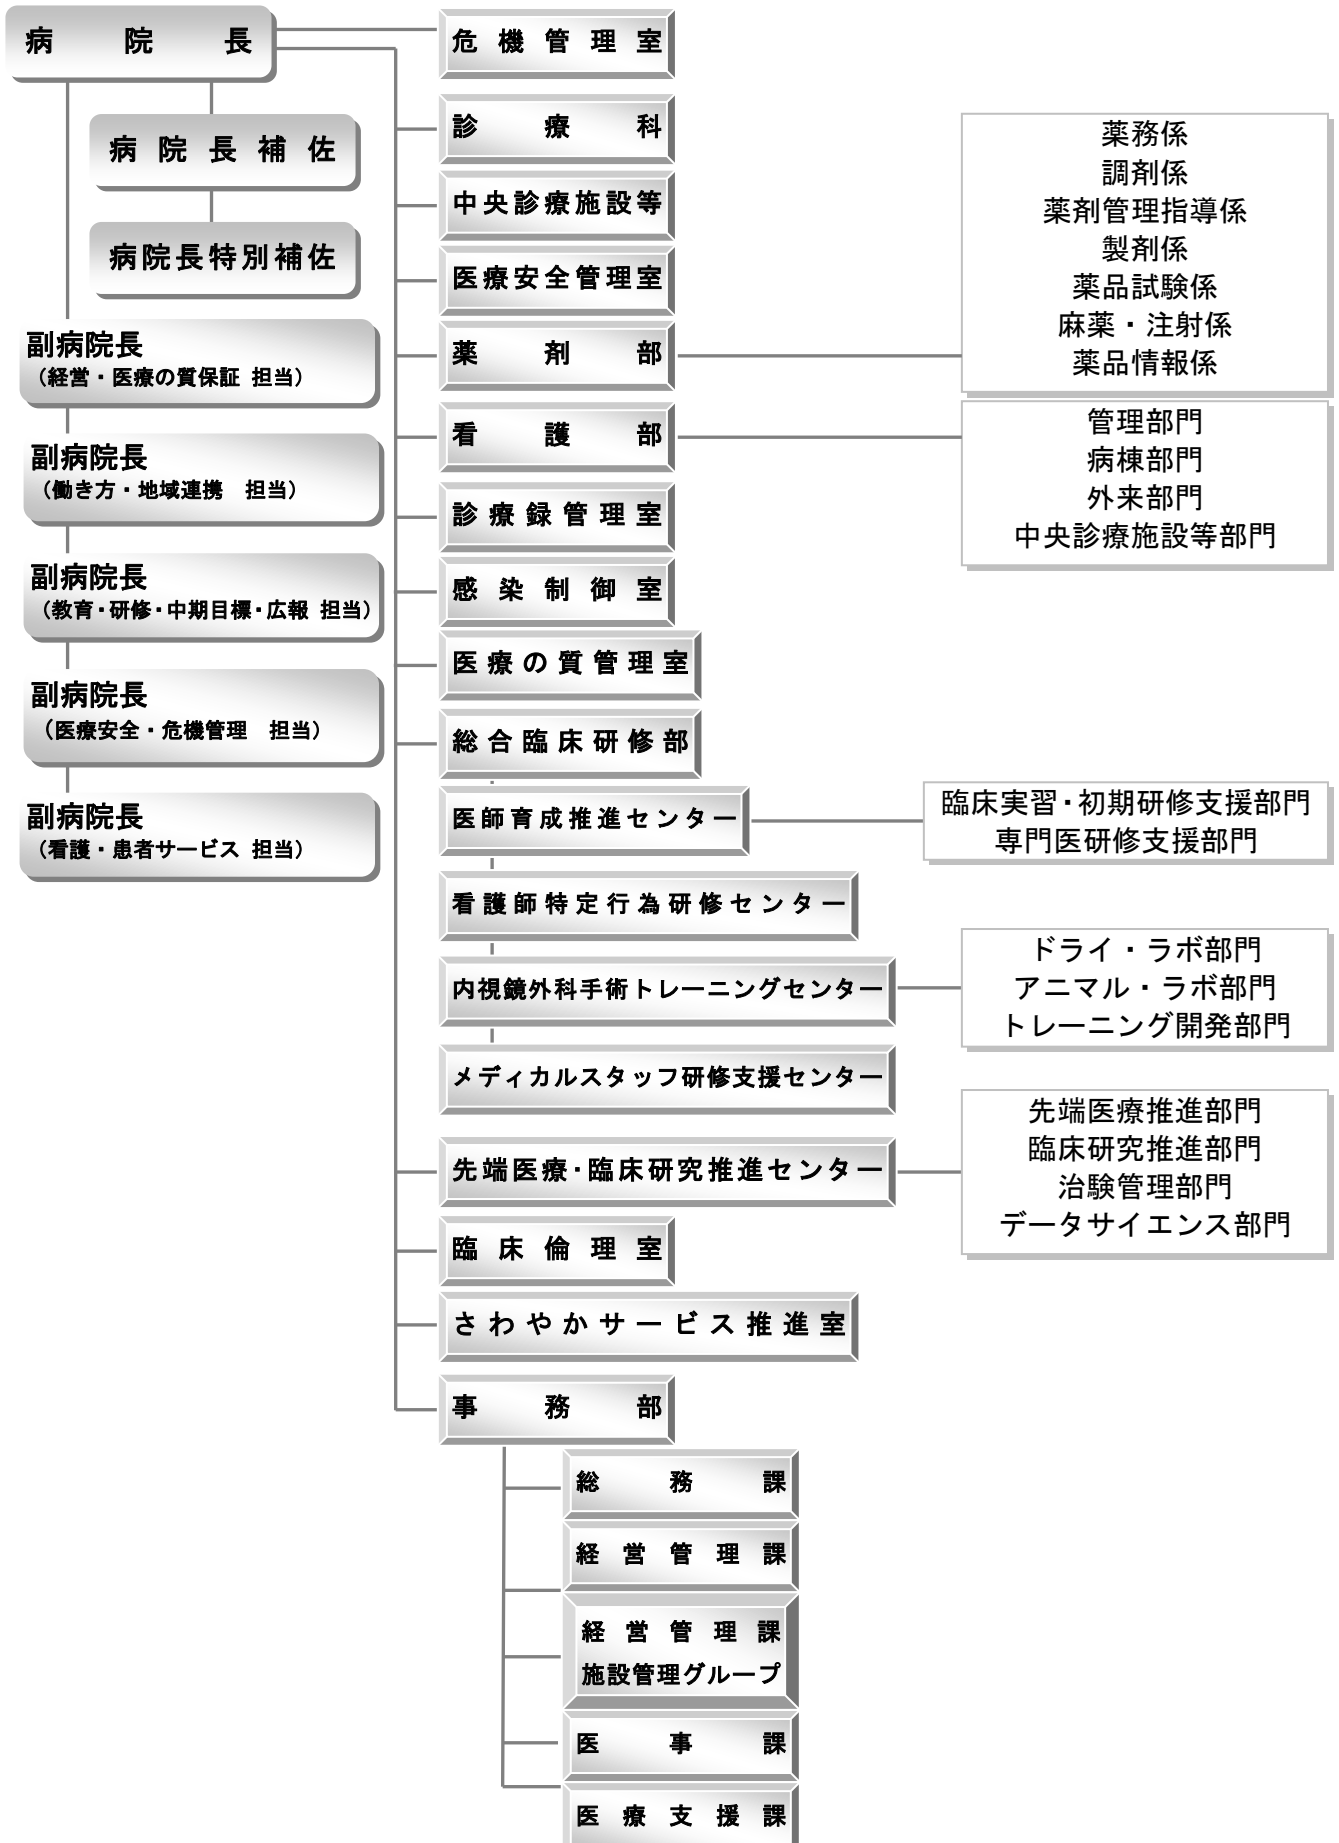 病院長
病院長補佐
病院長特別補佐
副病院長
（経営・医療の質保証 担当）
副病院長
（働き方・地域連携　担当）
副病院長
（教育・研修・中期目標・広報 担当）
副病院長
（医療安全・危機管理　担当）
副病院長
（看護・患者サービス 担当）
危機管理室
診療科
中央診療施設等
医療安全管理室
薬剤部
薬務係
調剤係
薬剤管理指導係
製剤係
薬品試験係
麻薬・注射係
薬品情報係
看護部
管理部門
病棟部門
外来部門
中央診療施設等部門
診療録管理室
感染制御室
医療の質管理室
総合臨床研修部
医師育成推進センター
臨床実習・初期研修支援部門
専門医研修支援部門
看護師特定行為研修センター
内視鏡外科手術トレーニングセンター
ドライ・ラボ部門
アニマル・ラボ部門
トレーニング開発部門
メディカルスタッフ研修支援センター
先端医療・臨床研究推進センター
先端医療推進部門
臨床研究推進部門
治験管理部門
データサイエンス部門
臨床倫理室
さわやかサービス推進室
事務部
総務課
経営管理課
経営管理課
施設管理グループ
医事課
医療支援課